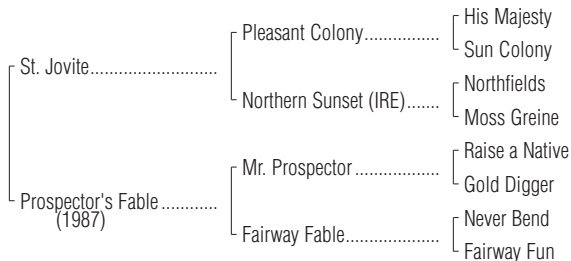 His Majesty
Pleasant Colony.................
Sun Colony
St. Jovite.............................
Northfields
Northern Sunset (IRE).......
Moss Greine
Raise a Native
Mr. Prospector ...................
Gold Digger
Prospector's Fable ............
(1987)
Never Bend
Fairway Fable.....................
Fairway Fun